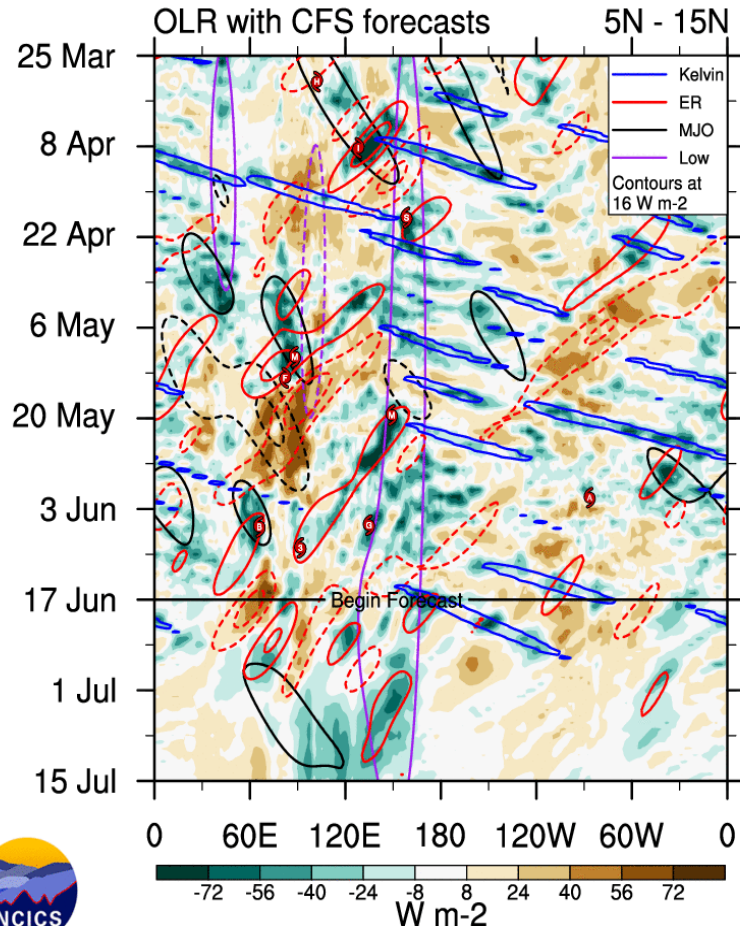 OLR with CFS forecasts 5N - 15N
25 Mar
8 Apr
22 Apr
6 May
20 May
3 Jun
17 Jun
1 Jul
15 Jul
Kelvin
ER
MJO
Low
Contours at
16 W m-2
H
I
S
M
F
M
A
B
G
3
Begin Forecast
0 60E 120E 180 120W 60W 0
-72 -56 -40 -24 -8 8 24 40 56 72
W m-2
NCICS